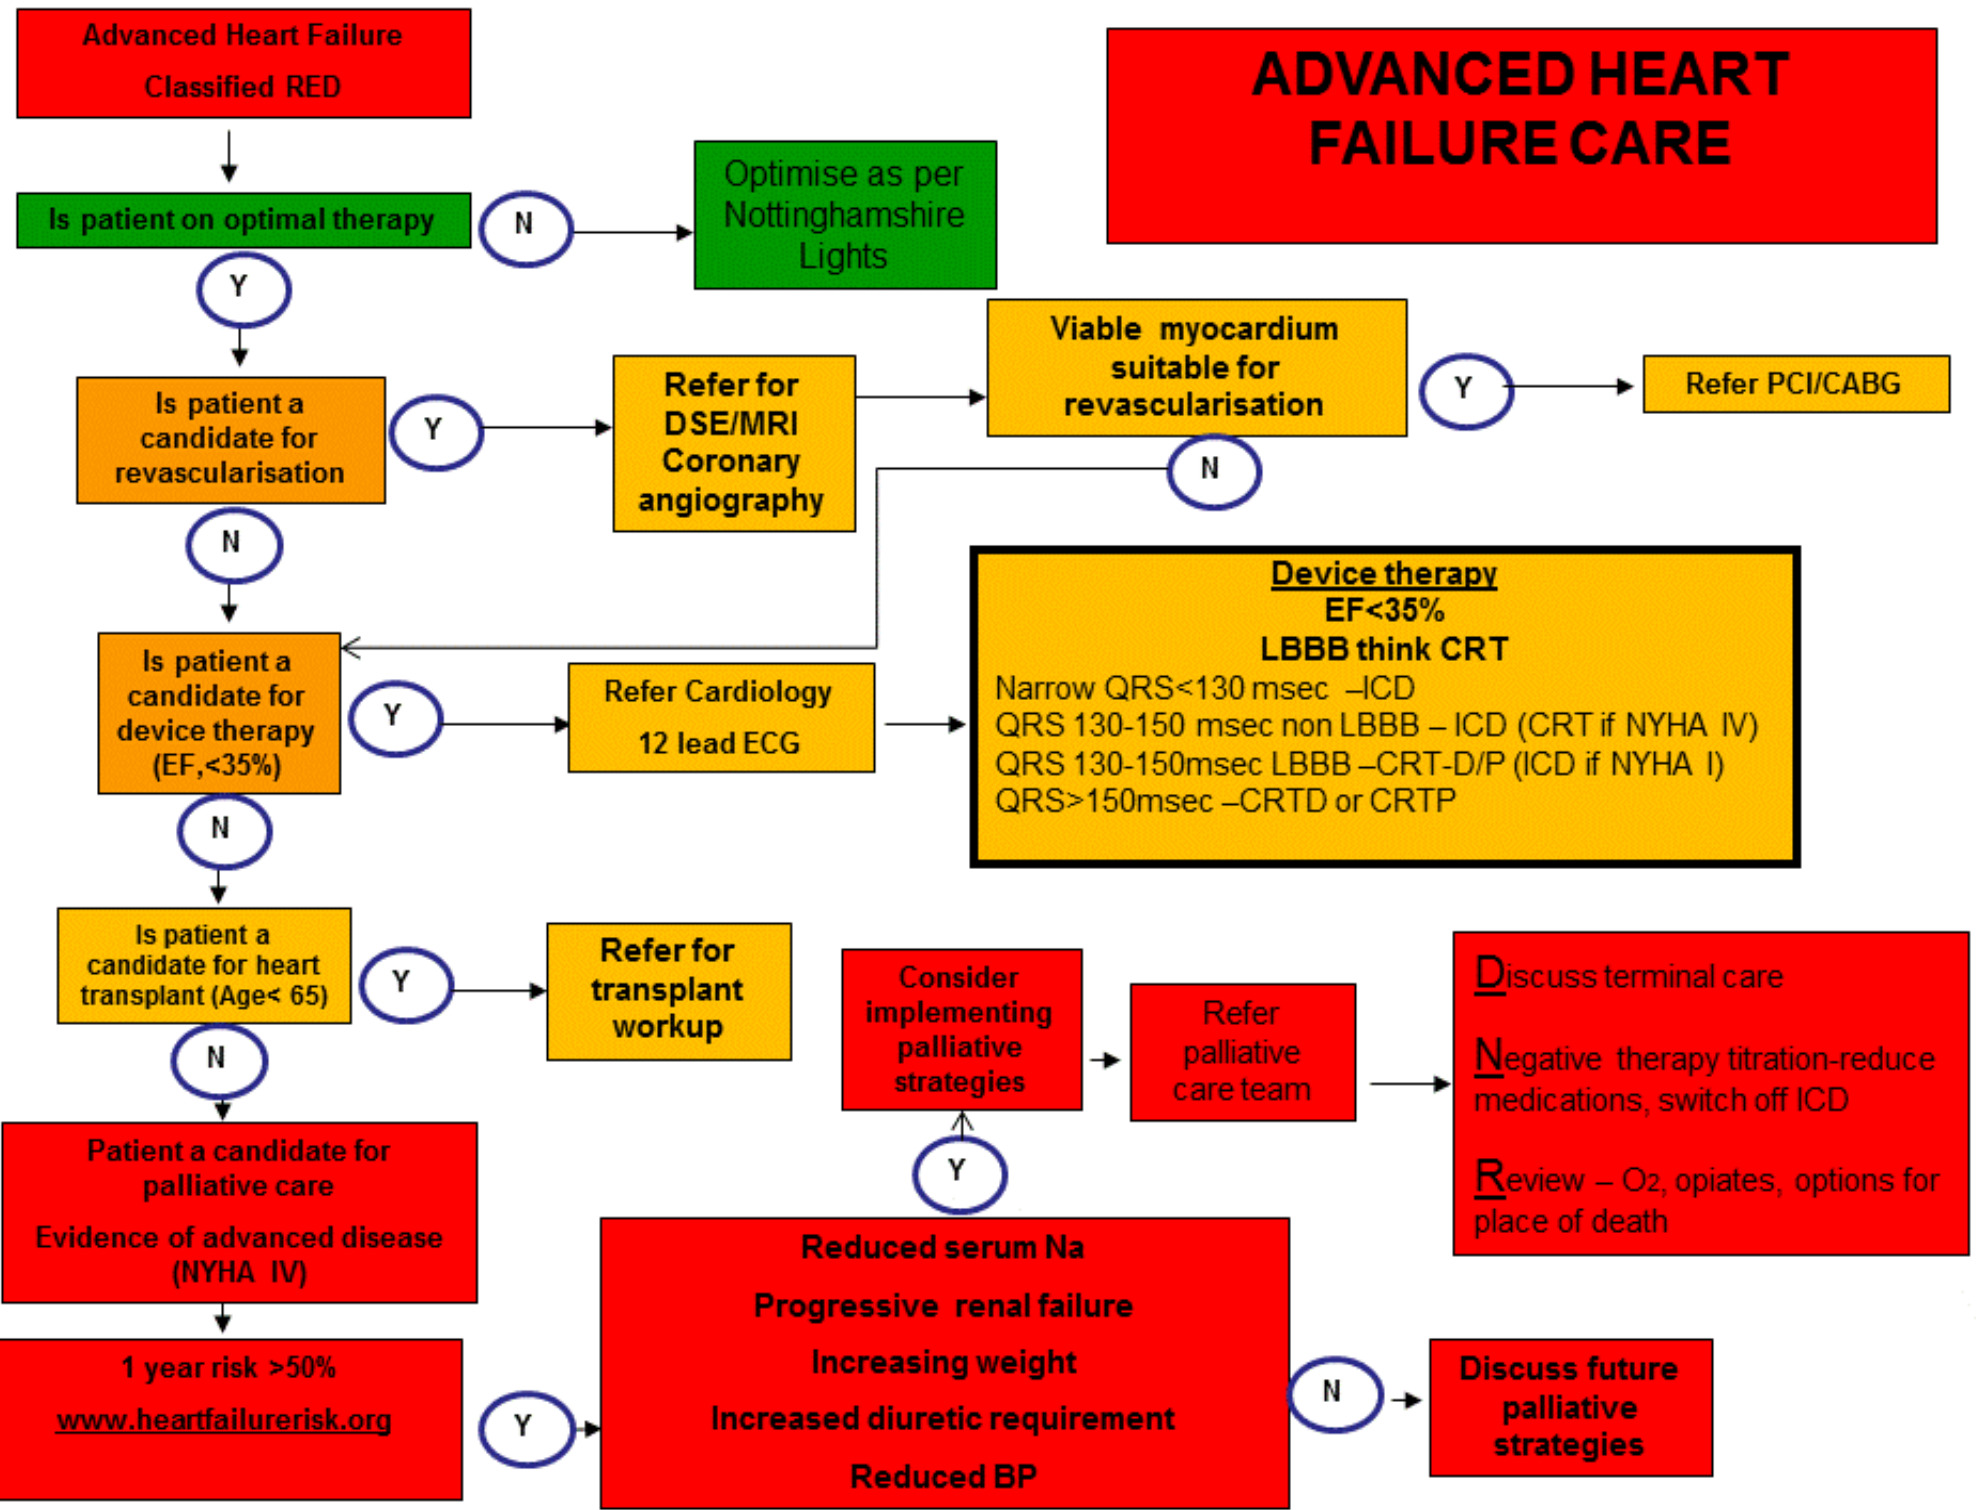 Advanced Heart Failure
Classified RED
ADVANCED HEART
FAILURE CARE
Is patient on optimal therapy
N
Optimise as per
Nottinghamshire
Lights
Y
Is patient a
candidate for
revascularisation
Y
Refer for
DSE/MRI
Coronary
angiography
Viable myocardium
suitable for
revascularisation
Y
Refer PCI/CABG
N
N
Is patient a
candidate for
device therapy
(EF,<35%)
Y
Refer Cardiology
12 lead ECG
Device therapy
EF<35%
LBBB think CRT
Narrow QRS<130 msec –ICD
QRS 130-150 msec non LBBB – ICD (CRT if NYHA IV)
QRS 130-150msec LBBB –CRT-D/P (ICD if NYHA I)
QRS>150msec –CRTD or CRTP
N
Is patient a
candidate for heart
transplant (Age< 65)
Y
Refer for
transplant
workup
N
Patient a candidate for
palliative care
Evidence of advanced disease
(NYHA IV)
1 year risk >50%
www.heartfailurerisk.org
Y
Reduced serum Na
Progressive renal failure
Increasing weight
Increased diuretic requirement
Reduced BP
Y
Consider
implementing
palliative
strategies
Refer
palliative
care team
Discuss terminal care
Negative therapy titration-reduce
medications, switch off ICD
Review – O2, opiates, options for
place of death
N
Discuss future
palliative
strategies